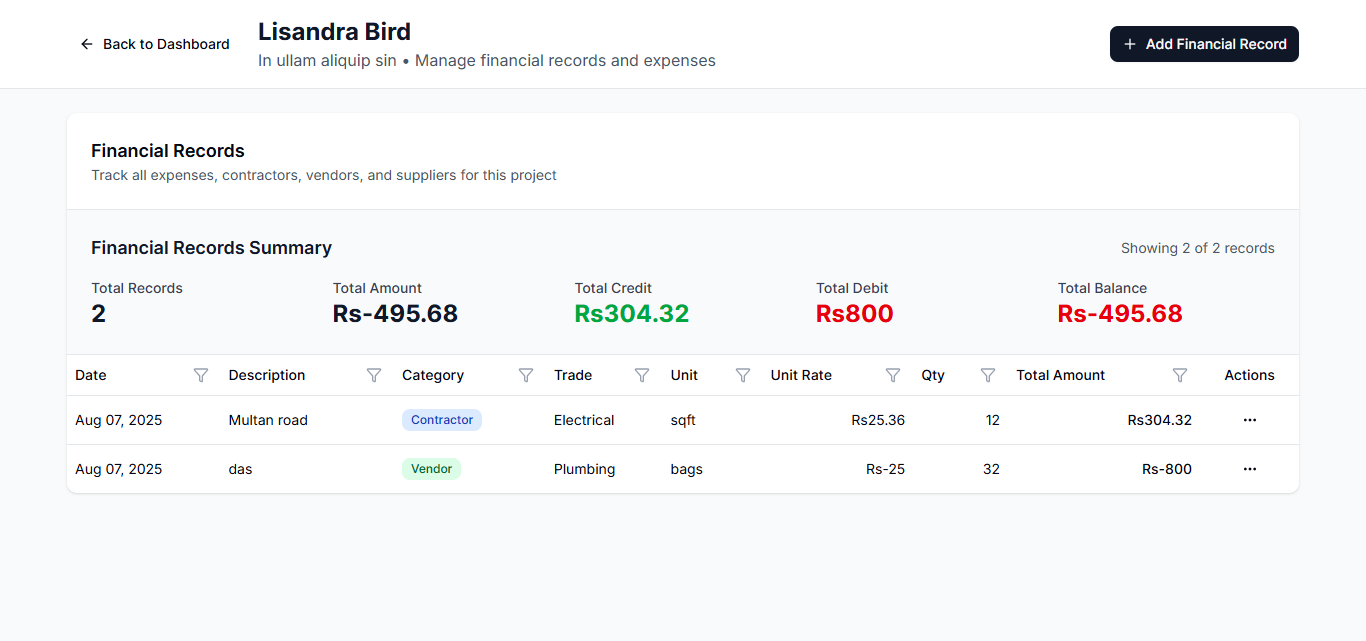 Back to Dashboard
Lisandra Bird
In ullam aliquip sin • Manage financial records and expenses
+ Add Financial Record
Financial Records
Track all expenses, contractors, vendors, and suppliers for this project
Financial Records Summary
Showing 2 of 2 records
Total Records Total Amount Total Credit Total Debit Total Balance
2 Rs-495.68 Rs304.32 Rs800 Rs-495.68
Date Description Category Trade Unit Unit Rate Qty Total Amount Actions
Aug 07, 2025 Multan road Contractor Electrical sqft Rs25.36 12 Rs304.32 ...
Aug 07, 2025 das Vendor Plumbing bags Rs-25 32 Rs-800 ...